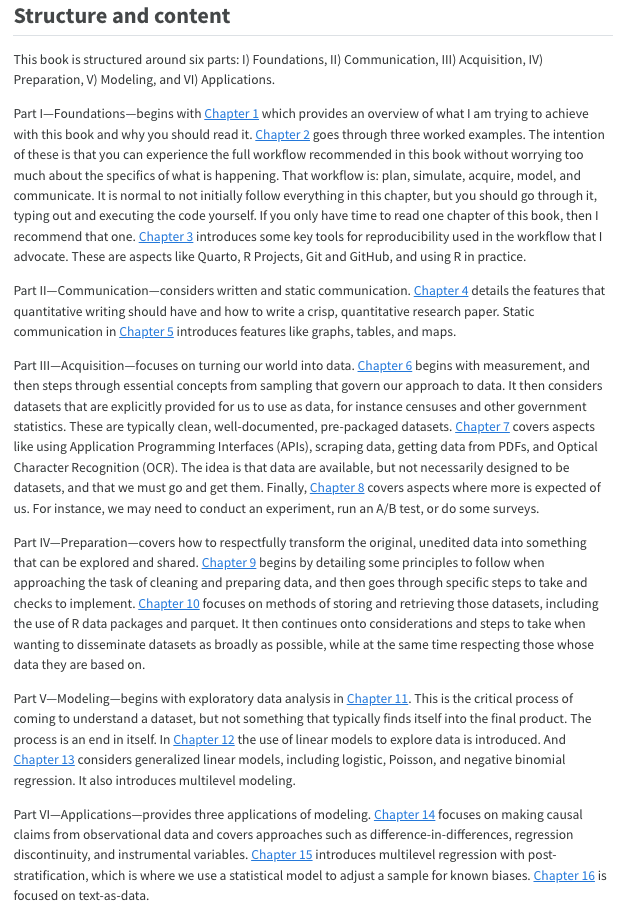 Structure and content
This book is structured around six parts: I) Foundations, II) Communication, III) Acquisition, IV)
Preparation, V) Modeling, and VI) Applications.
Part I—Foundations—begins with Chapter 1 which provides an overview of what I am trying to achieve
with this book and why you should read it. Chapter 2 goes through three worked examples. The intention
of these is that you can experience the full workflow recommended in this book without worrying too
much about the specifics of what is happening. That workflow is: plan, simulate, acquire, model, and
communicate. It is normal to not initially follow everything in this chapter, but you should go through it,
typing out and executing the code yourself. If you only have time to read one chapter of this book, then I
recommend that one. Chapter 3 introduces some key tools for reproducibility used in the workflow that I
advocate. These are aspects like Quarto, R Projects, Git and GitHub, and using R in practice.
Part II—Communication—considers written and static communication. Chapter 4 details the features that
quantitative writing should have and how to write a crisp, quantitative research paper. Static
communication in Chapter 5 introduces features like graphs, tables, and maps.
Part III—Acquisition—focuses on turning our world into data. Chapter 6 begins with measurement, and
then steps through essential concepts from sampling that govern our approach to data. It then considers
datasets that are explicitly provided for us to use as data, for instance censuses and other government
statistics. These are typically clean, well-documented, pre-packaged datasets. Chapter 7 covers aspects
like using Application Programming Interfaces (APIs), scraping data, getting data from PDFs, and Optical
Character Recognition (OCR). The idea is that data are available, but not necessarily designed to be
datasets, and that we must go and get them. Finally, Chapter 8 covers aspects where more is expected of
us. For instance, we may need to conduct an experiment, run an A/B test, or do some surveys.
Part IV—Preparation—covers how to respectfully transform the original, unedited data into something
that can be explored and shared. Chapter 9 begins by detailing some principles to follow when
approaching the task of cleaning and preparing data, and then goes through specific steps to take and
checks to implement. Chapter 10 focuses on methods of storing and retrieving those datasets, including
the use of R data packages and parquet. It then continues onto considerations and steps to take when
wanting to disseminate datasets as broadly as possible, while at the same time respecting those whose
data they are based on.
Part V—Modeling—begins with exploratory data analysis in Chapter 11. This is the critical process of
coming to understand a dataset, but not something that typically finds itself into the final product. The
process is an end in itself. In Chapter 12 the use of linear models to explore data is introduced. And
Chapter 13 considers generalized linear models, including logistic, Poisson, and negative binomial
regression. It also introduces multilevel modeling.
Part VI—Applications—provides three applications of modeling. Chapter 14 focuses on making causal
claims from observational data and covers approaches such as difference-in-differences, regression
discontinuity, and instrumental variables. Chapter 15 introduces multilevel regression with post-
stratification, which is where we use a statistical model to adjust a sample for known biases. Chapter 16 is
focused on text-as-data.